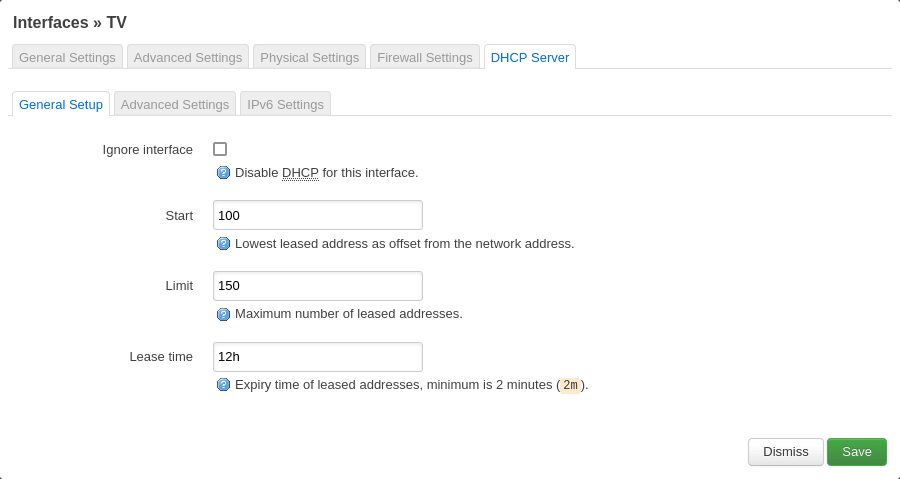 Interfaces » TV
General Settings Advanced Settings Physical Settings Firewall Settings DHCP Server
General Setup Advanced Settings IPv6 Settings
Ignore interface
Disable DHCP for this interface.
Start 100
Lowest leased address as offset from the network address.
Limit 150
Maximum number of leased addresses.
Lease time 12h
Expiry time of leased addresses, minimum is 2 minutes (2m).
Dismiss Save